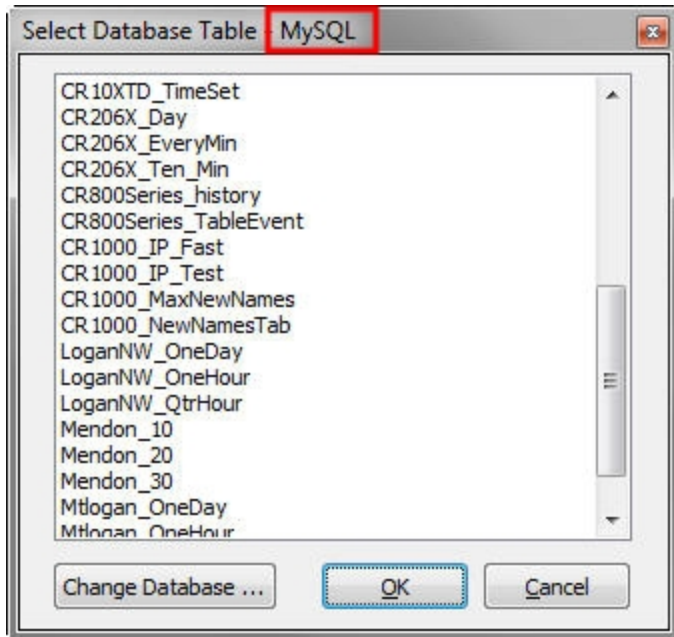 Select Database Table - MySQL
CR10XTD_TimeSet
CR206X_Day
CR206X_EveryMin
CR206X_Ten_Min
CR800Series_history
CR800Series_TableEvent
CR1000_IP_Fast
CR1000_IP_Test
CR1000_MaxNewNames
CR1000_NewNamesTab
LoganNW_OneDay
LoganNW_OneHour
LoganNW_QtrHour
Mendon_10
Mendon_20
Mendon_30
Mtlogan_OneDay
Mtlogan_OneHour
Change Database ...
OK
Cancel